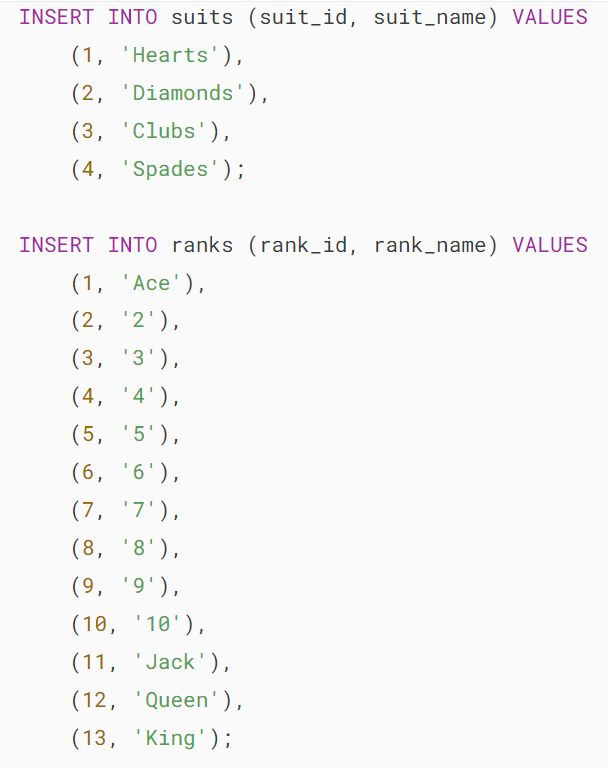 INSERT INTO suits (suit_id, suit_name) VALUES
    (1, 'Hearts'),
    (2, 'Diamonds'),
    (3, 'Clubs'),
    (4, 'Spades');

INSERT INTO ranks (rank_id, rank_name) VALUES
    (1, 'Ace'),
    (2, '2'),
    (3, '3'),
    (4, '4'),
    (5, '5'),
    (6, '6'),
    (7, '7'),
    (8, '8'),
    (9, '9'),
    (10, '10'),
    (11, 'Jack'),
    (12, 'Queen'),
    (13, 'King');